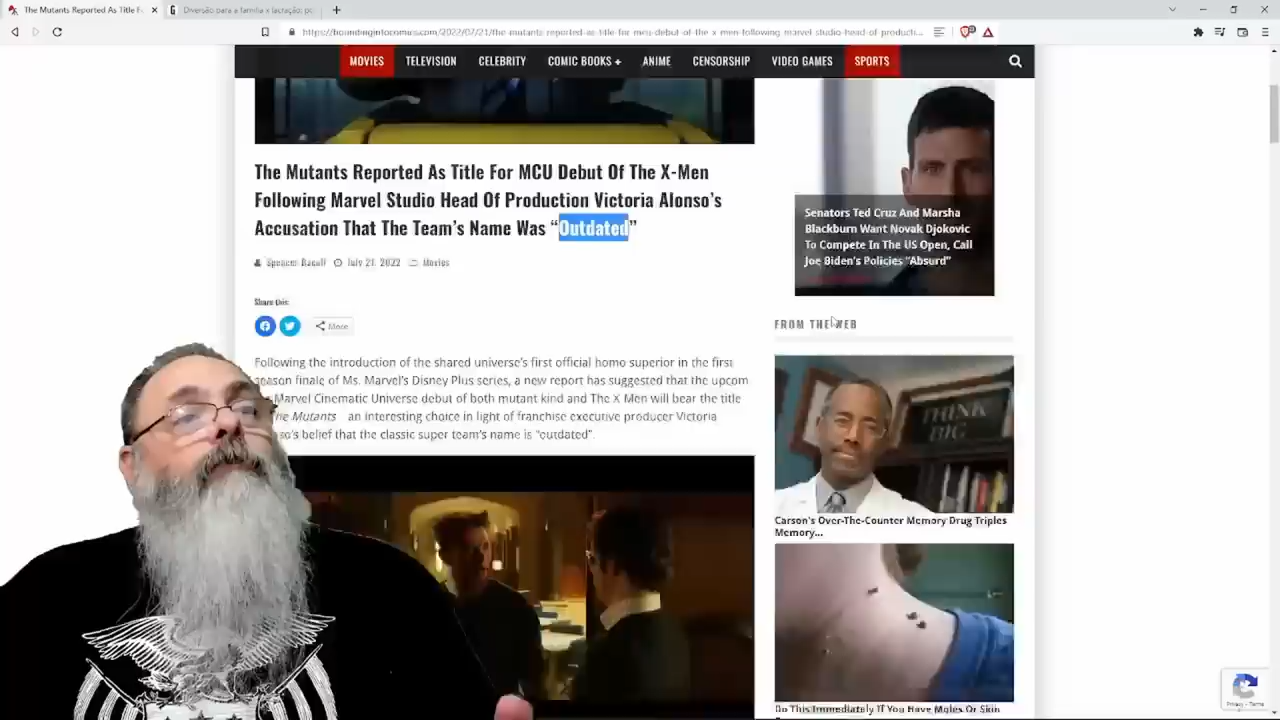 The Mutants Reported As Title F
Diversão para a família x lacração: po
https://boundingintocomics.com/2022/07/21/the-mutants-reported-as-title-for-mcu-debut-of-the-x-men-following-marvel-studio-head-of-producti...
MOVIES TELEVISION CELEBRITY COMIC BOOKS + ANIME CENSORSHIP VIDEO GAMES SPORTS
The Mutants Reported As Title For MCU Debut Of The X-Men
Following Marvel Studio Head Of Production Victoria Alonso's
Accusation That The Team's Name Was “Outdated”
Spencer July 21, 2022 Movies
Share this:
More
Following the introduction of the shared universe's first official homo superior in the first
season finale of Ms. Marvel's Disney Plus series, a new report has suggested that the upcom
Marvel Cinematic Universe debut of both mutant kind and The X Men will bear the title
The Mutants an interesting choice in light of franchise executive producer Victoria
so's belief that the classic super team's name is “outdated”.
Senators Ted Cruz And Marsha
Blackburn Want Novak Djokovic
To Compete In The US Open, Call
Joe Biden's Policies “Absurd”
FROM THE WEB
THINK
BIG
Carson's Over-The-Counter Memory Drug Triples
Memory...
Do This Immediately If You Have Moles Or Skin
Privacy - Terms